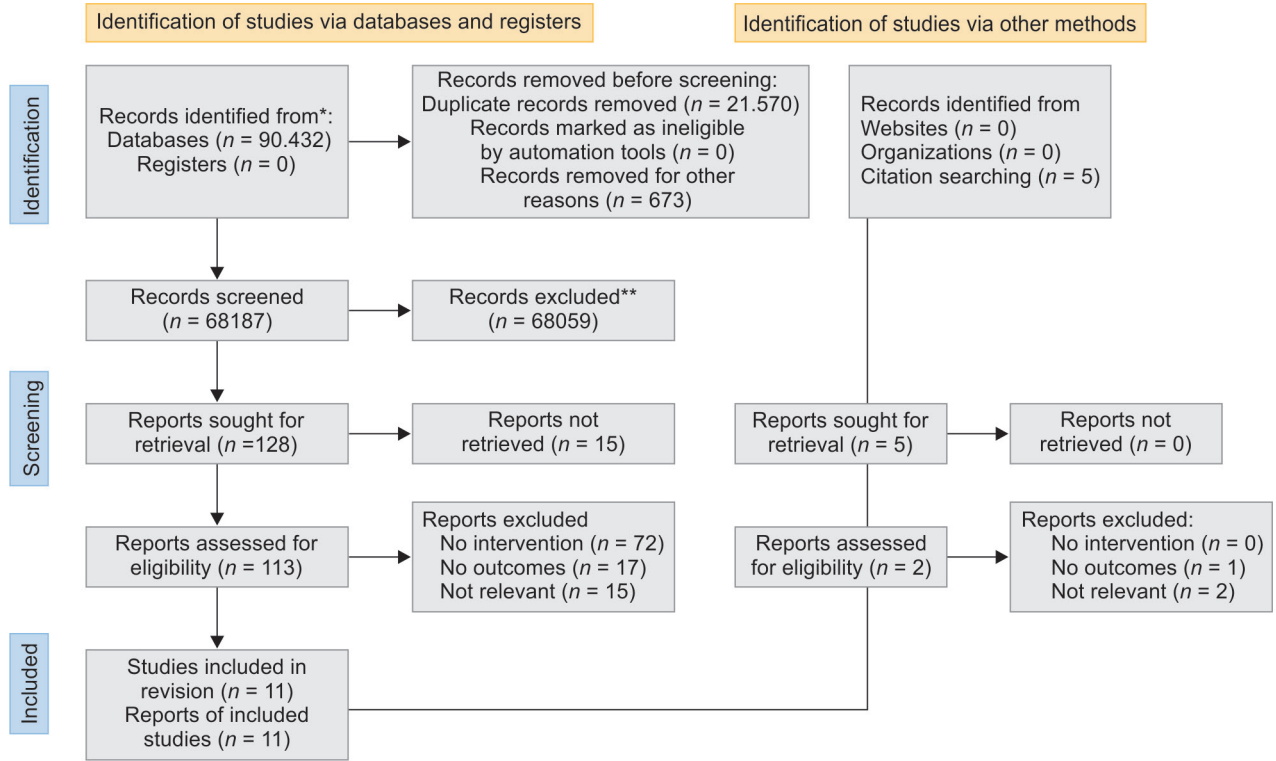 Identification of studies via databases and registers
Identification of studies via other methods
Identification
Records identified from*:
Databases (n = 90.432)
Registers (n = 0)
Records removed before screening:
Duplicate records removed (n = 21.570)
Records marked as ineligible
by automation tools (n = 0)
Records removed for other
reasons (n = 673)
Records identified from
Websites (n = 0)
Organizations (n = 0)
Citation searching (n = 5)
Records screened
(n = 68187)
Records excluded**
(n = 68059)
Screening
Reports sought for
retrieval (n =128)
Reports not
retrieved (n = 15)
Reports sought for
retrieval (n = 5)
Reports not
retrieved (n = 0)
Reports assessed for
eligibility (n = 113)
Reports excluded
No intervention (n = 72)
No outcomes (n = 17)
Not relevant (n = 15)
Reports assessed
for eligibility (n = 2)
Reports excluded:
No intervention (n = 0)
No outcomes (n = 1)
Not relevant (n = 2)
Included
Studies included in
revision (n = 11)
Reports of included
studies (n = 11)